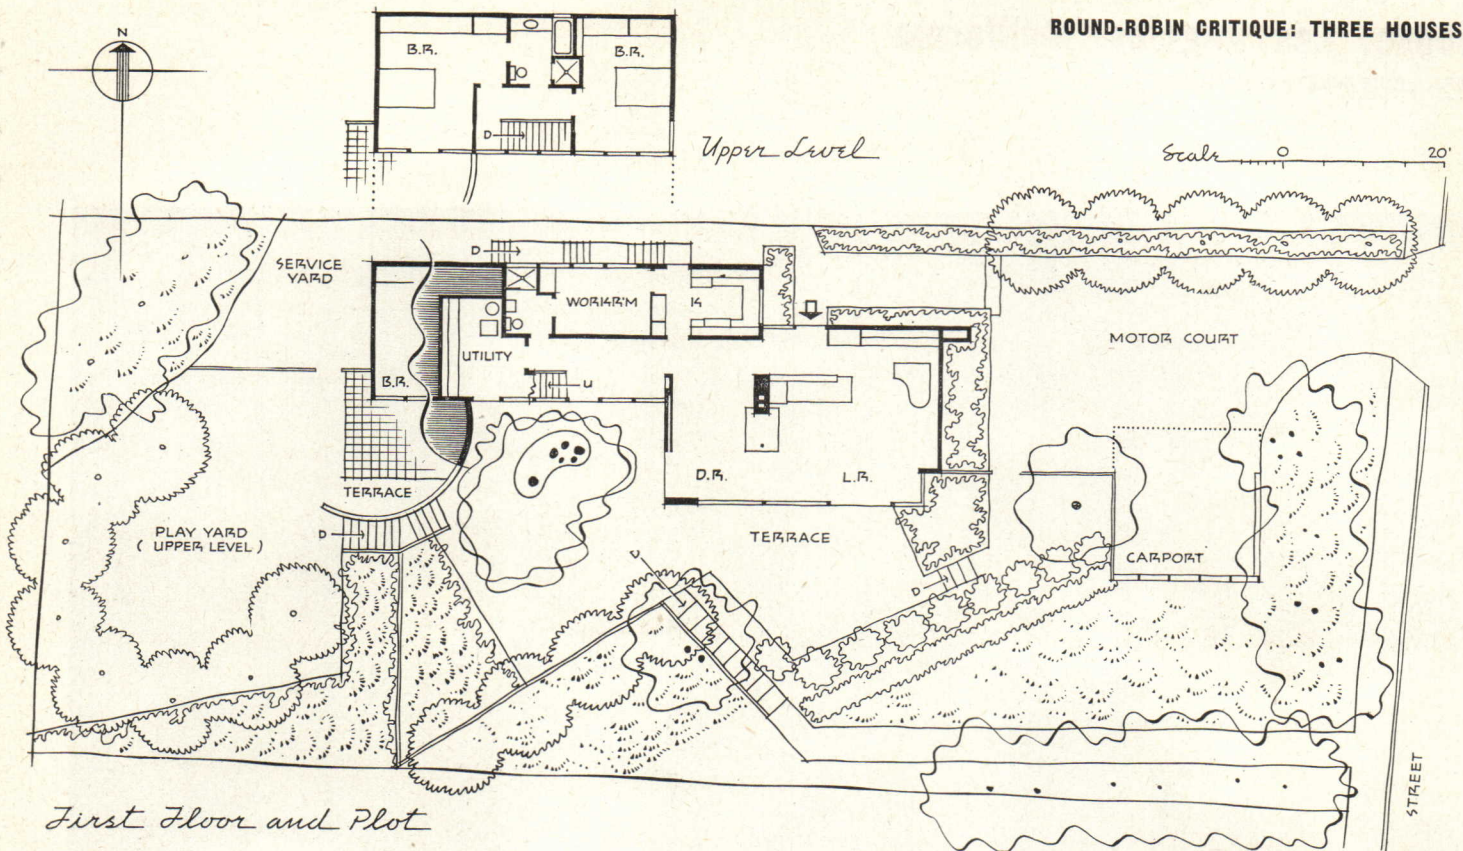 ROUND-ROBIN CRITIQUE: THREE HOUSES
N
B.R.
B.R.
D
Upper Level
Scale 0 20'
D
SERVICE
YARD
WORKR'M
K
MOTOR COURT
UTILITY
B.R.
U
D.R.
L.R.
TERRACE
PLAY YARD
( UPPER LEVEL )
D
TERRACE
CARPORT
D
D
STREET
First Floor and Plot